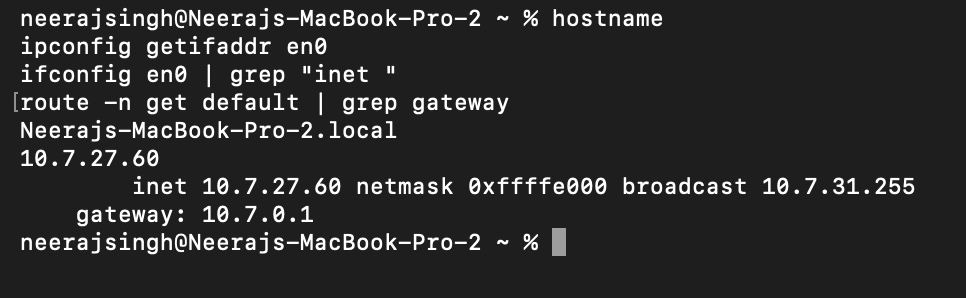 neerajsingh@Neerajs-MacBook-Pro-2 ~ % hostname
ipconfig getifaddr en0
ifconfig en0 | grep "inet "
[route -n get default | grep gateway
Neerajs-MacBook-Pro-2.local
10.7.27.60
        inet 10.7.27.60 netmask 0xffffe000 broadcast 10.7.31.255
    gateway: 10.7.0.1
neerajsingh@Neerajs-MacBook-Pro-2 ~ %